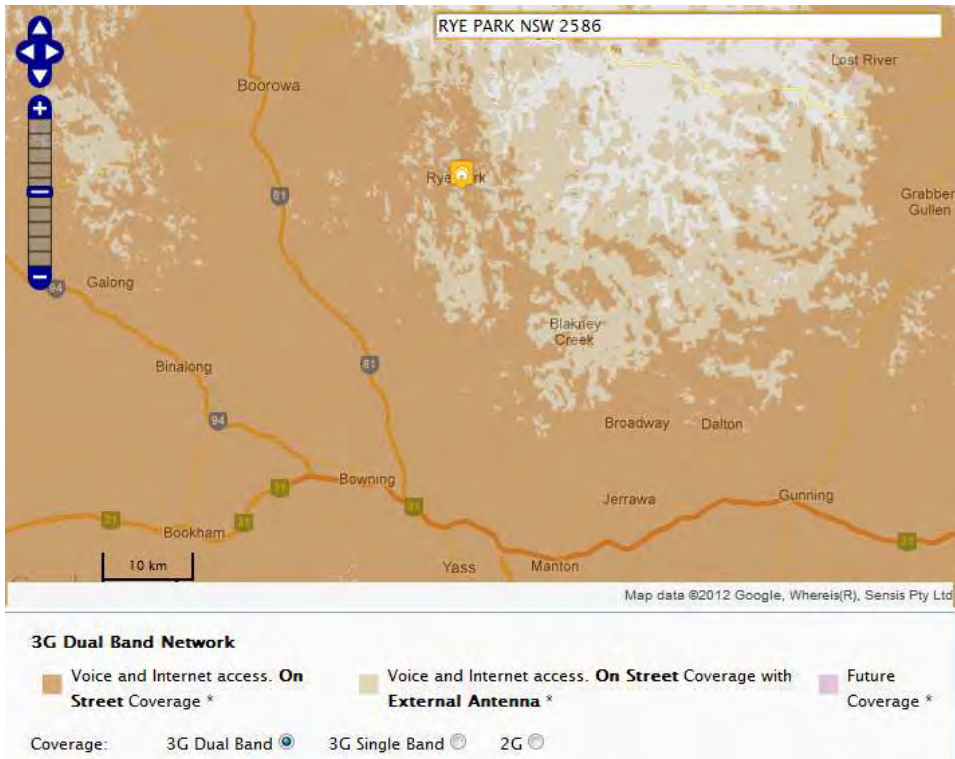 RYE PARK NSW 2586
Lost River
Boorowa
Rye rk
81
Grabben
Gullen
94
Galong
Blakney
Creek
81
Binalong
94
Broadway Dalton
Bowning
31
Jerrawa
Gunning
31
31
31
Bookham
31
10 km
Yass
Manton
Map data ©2012 Google, Whereis(R), Sensis Pty Ltd
3G Dual Band Network
Voice and Internet access. On
Street Coverage *
Voice and Internet access. On Street Coverage with
External Antenna *
Future
Coverage *
Coverage: 3G Dual Band 3G Single Band 2G